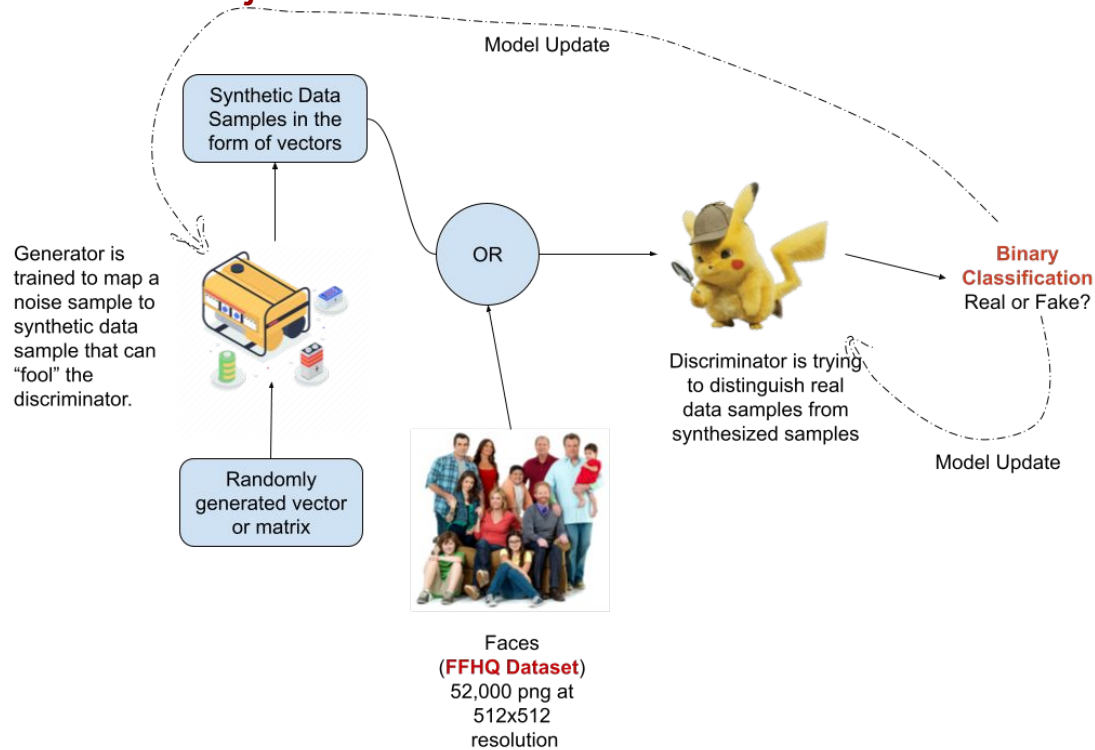 Model Update
Synthetic Data
Samples in the
form of vectors
Generator is
trained to map a
noise sample to
synthetic data
sample that can
“fool” the
discriminator.
OR
Binary
Classification
Real or Fake?
Discriminator is trying
to distinguish real
data samples from
synthesized samples
Model Update
Randomly
generated vector
or matrix
Faces
(FFHQ Dataset)
52,000 png at
512x512
resolution